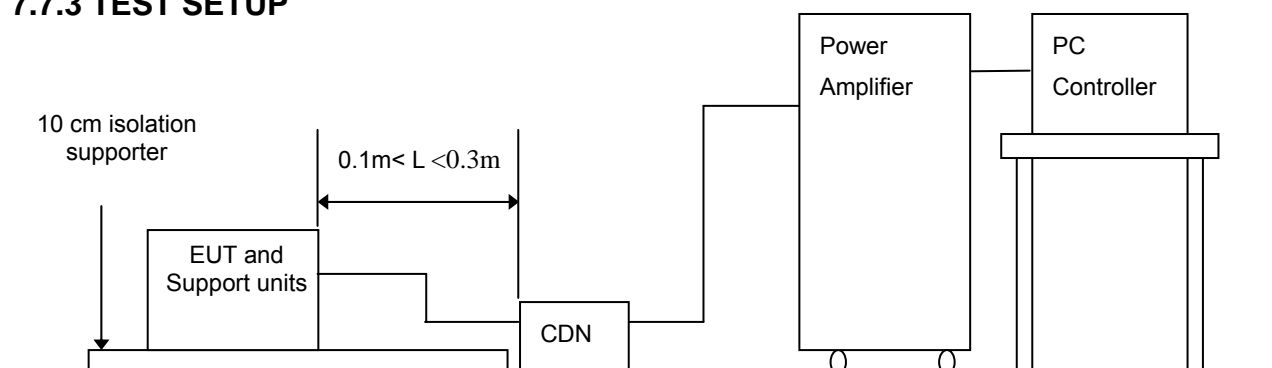 7.7.3 TEST SETUP
Power
Amplifier
PC
Controller
10 cm isolation
supporter
0.1m< L <0.3m
EUT and
Support units
CDN